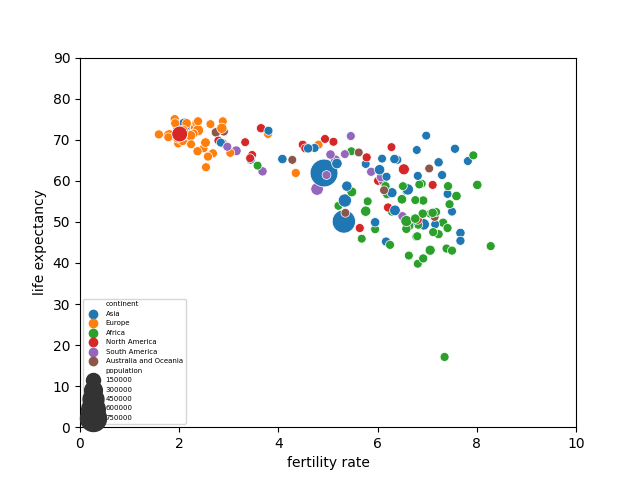 90
80
70
60
50
40
30
20
10
0
life expectancy
continent
Asia
Europe
Africa
North America
South America
Australia and Oceania
population
150000
300000
450000
600000
750000
0 2 4 6 8 10
fertility rate